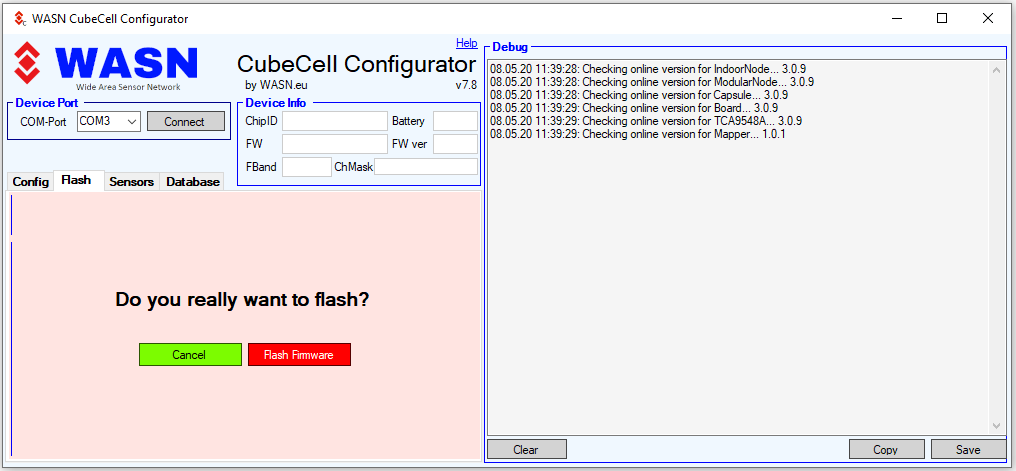 WASN CubeCell Configurator
WASN
Wide Area Sensor Network
Help
CubeCell Configurator
by WASN.eu
v7.8
Device Port
COM-Port
COM3
Connect
Device Info
ChipID
Battery
FW
FW ver
FBand
ChMask
Config
Flash
Sensors
Database
Do you really want to flash?
Cancel
Flash Firmware
Debug
08.05.20 11:39:28: Checking online version for IndoorNode... 3.0.9
08.05.20 11:39:28: Checking online version for ModularNode... 3.0.9
08.05.20 11:39:28: Checking online version for Capsule... 3.0.9
08.05.20 11:39:29: Checking online version for Board... 3.0.9
08.05.20 11:39:29: Checking online version for TCA9548A... 3.0.9
08.05.20 11:39:29: Checking online version for Mapper... 1.0.1
Clear
Copy
Save